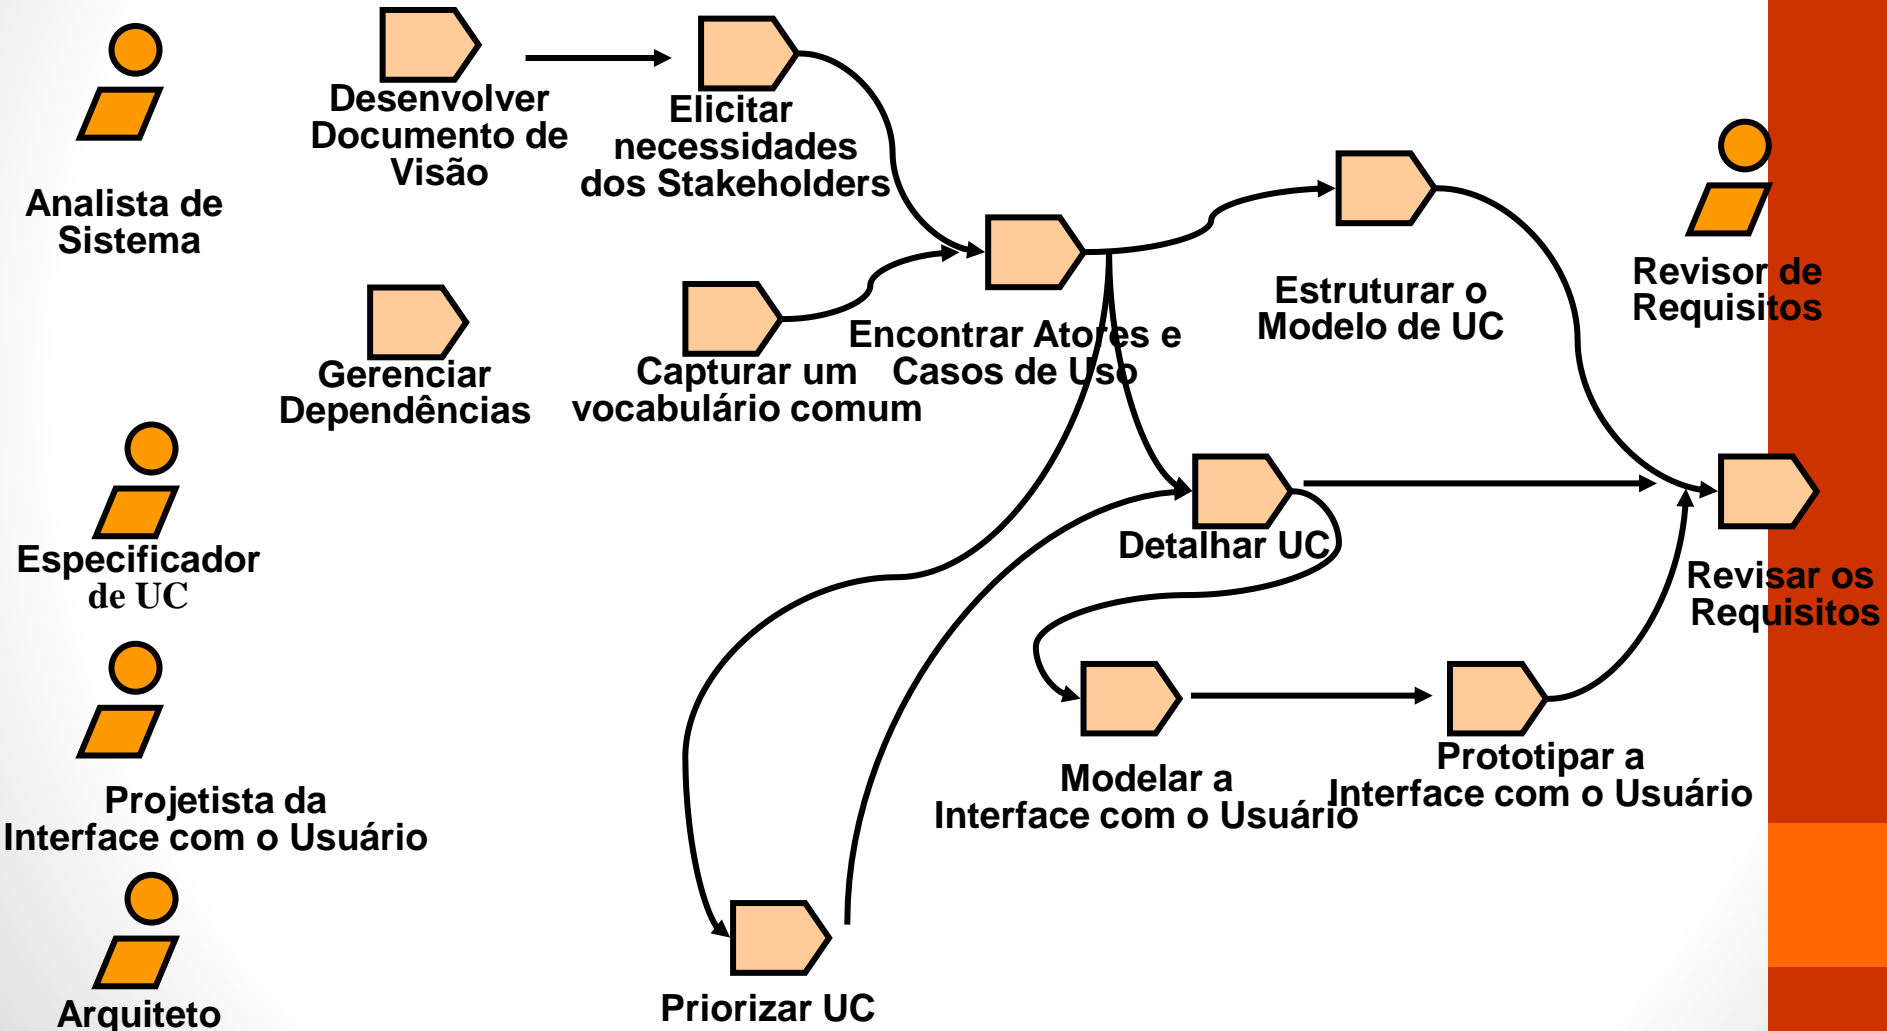 Desenvolver
Documento de
Visão
Elicitar
necessidades
dos Stakeholders
Analista de
Sistema
Revisor de
Requisitos
Estruturar o
Modelo de UC
Encontrar Atores e
Casos de Uso
Gerenciar
Dependências
Capturar um
vocabulário comum
Especificador
de UC
Detalhar UC
Revisar os
Requisitos
Projetista da
Interface com o Usuário
Modelar a
Interface com o Usuário
Prototipar a
Interface com o Usuário
Arquiteto
Priorizar UC